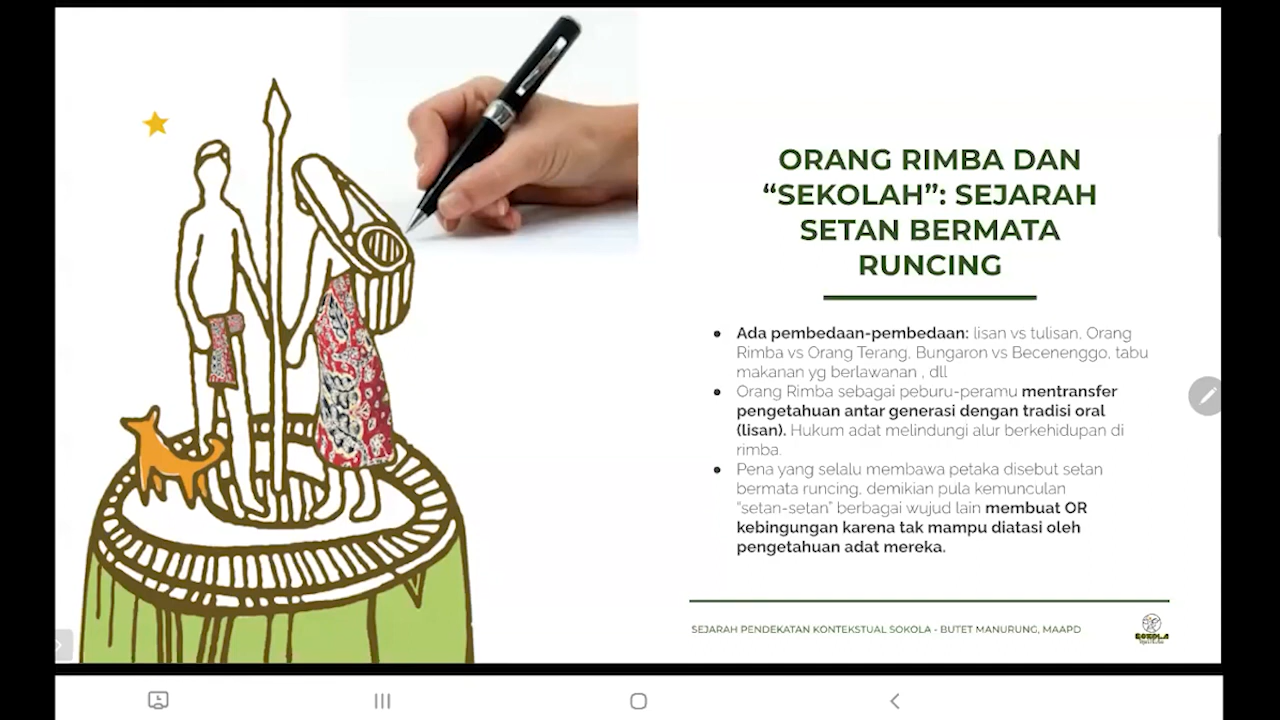 ORANG RIMBA DAN
“SEKOLAH”: SEJARAH
SETAN BERMATA
RUNCING
● Ada pembedaan-pembedaan: lisan vs tulisan, Orang
Rimba vs Orang Terang, Bungaron vs Becenenggo, tabu
makanan yg berlawanan , dll
● Orang Rimba sebagai peburu-peramu mentransfer
pengetahuan antar generasi dengan tradisi oral
(lisan). Hukum adat melindungi alur berkehidupan di
rimba.
● Pena yang selalu membawa petaka disebut setan
bermata runcing, demikian pula kemunculan
“setan-setan” berbagai wujud lain membuat OR
kebingungan karena tak mampu diatasi oleh
pengetahuan adat mereka.
SEJARAH PENDEKATAN KONTEKSTUAL SOKOLA - BUTET MANURUNG, MAAPD
SOKOLA